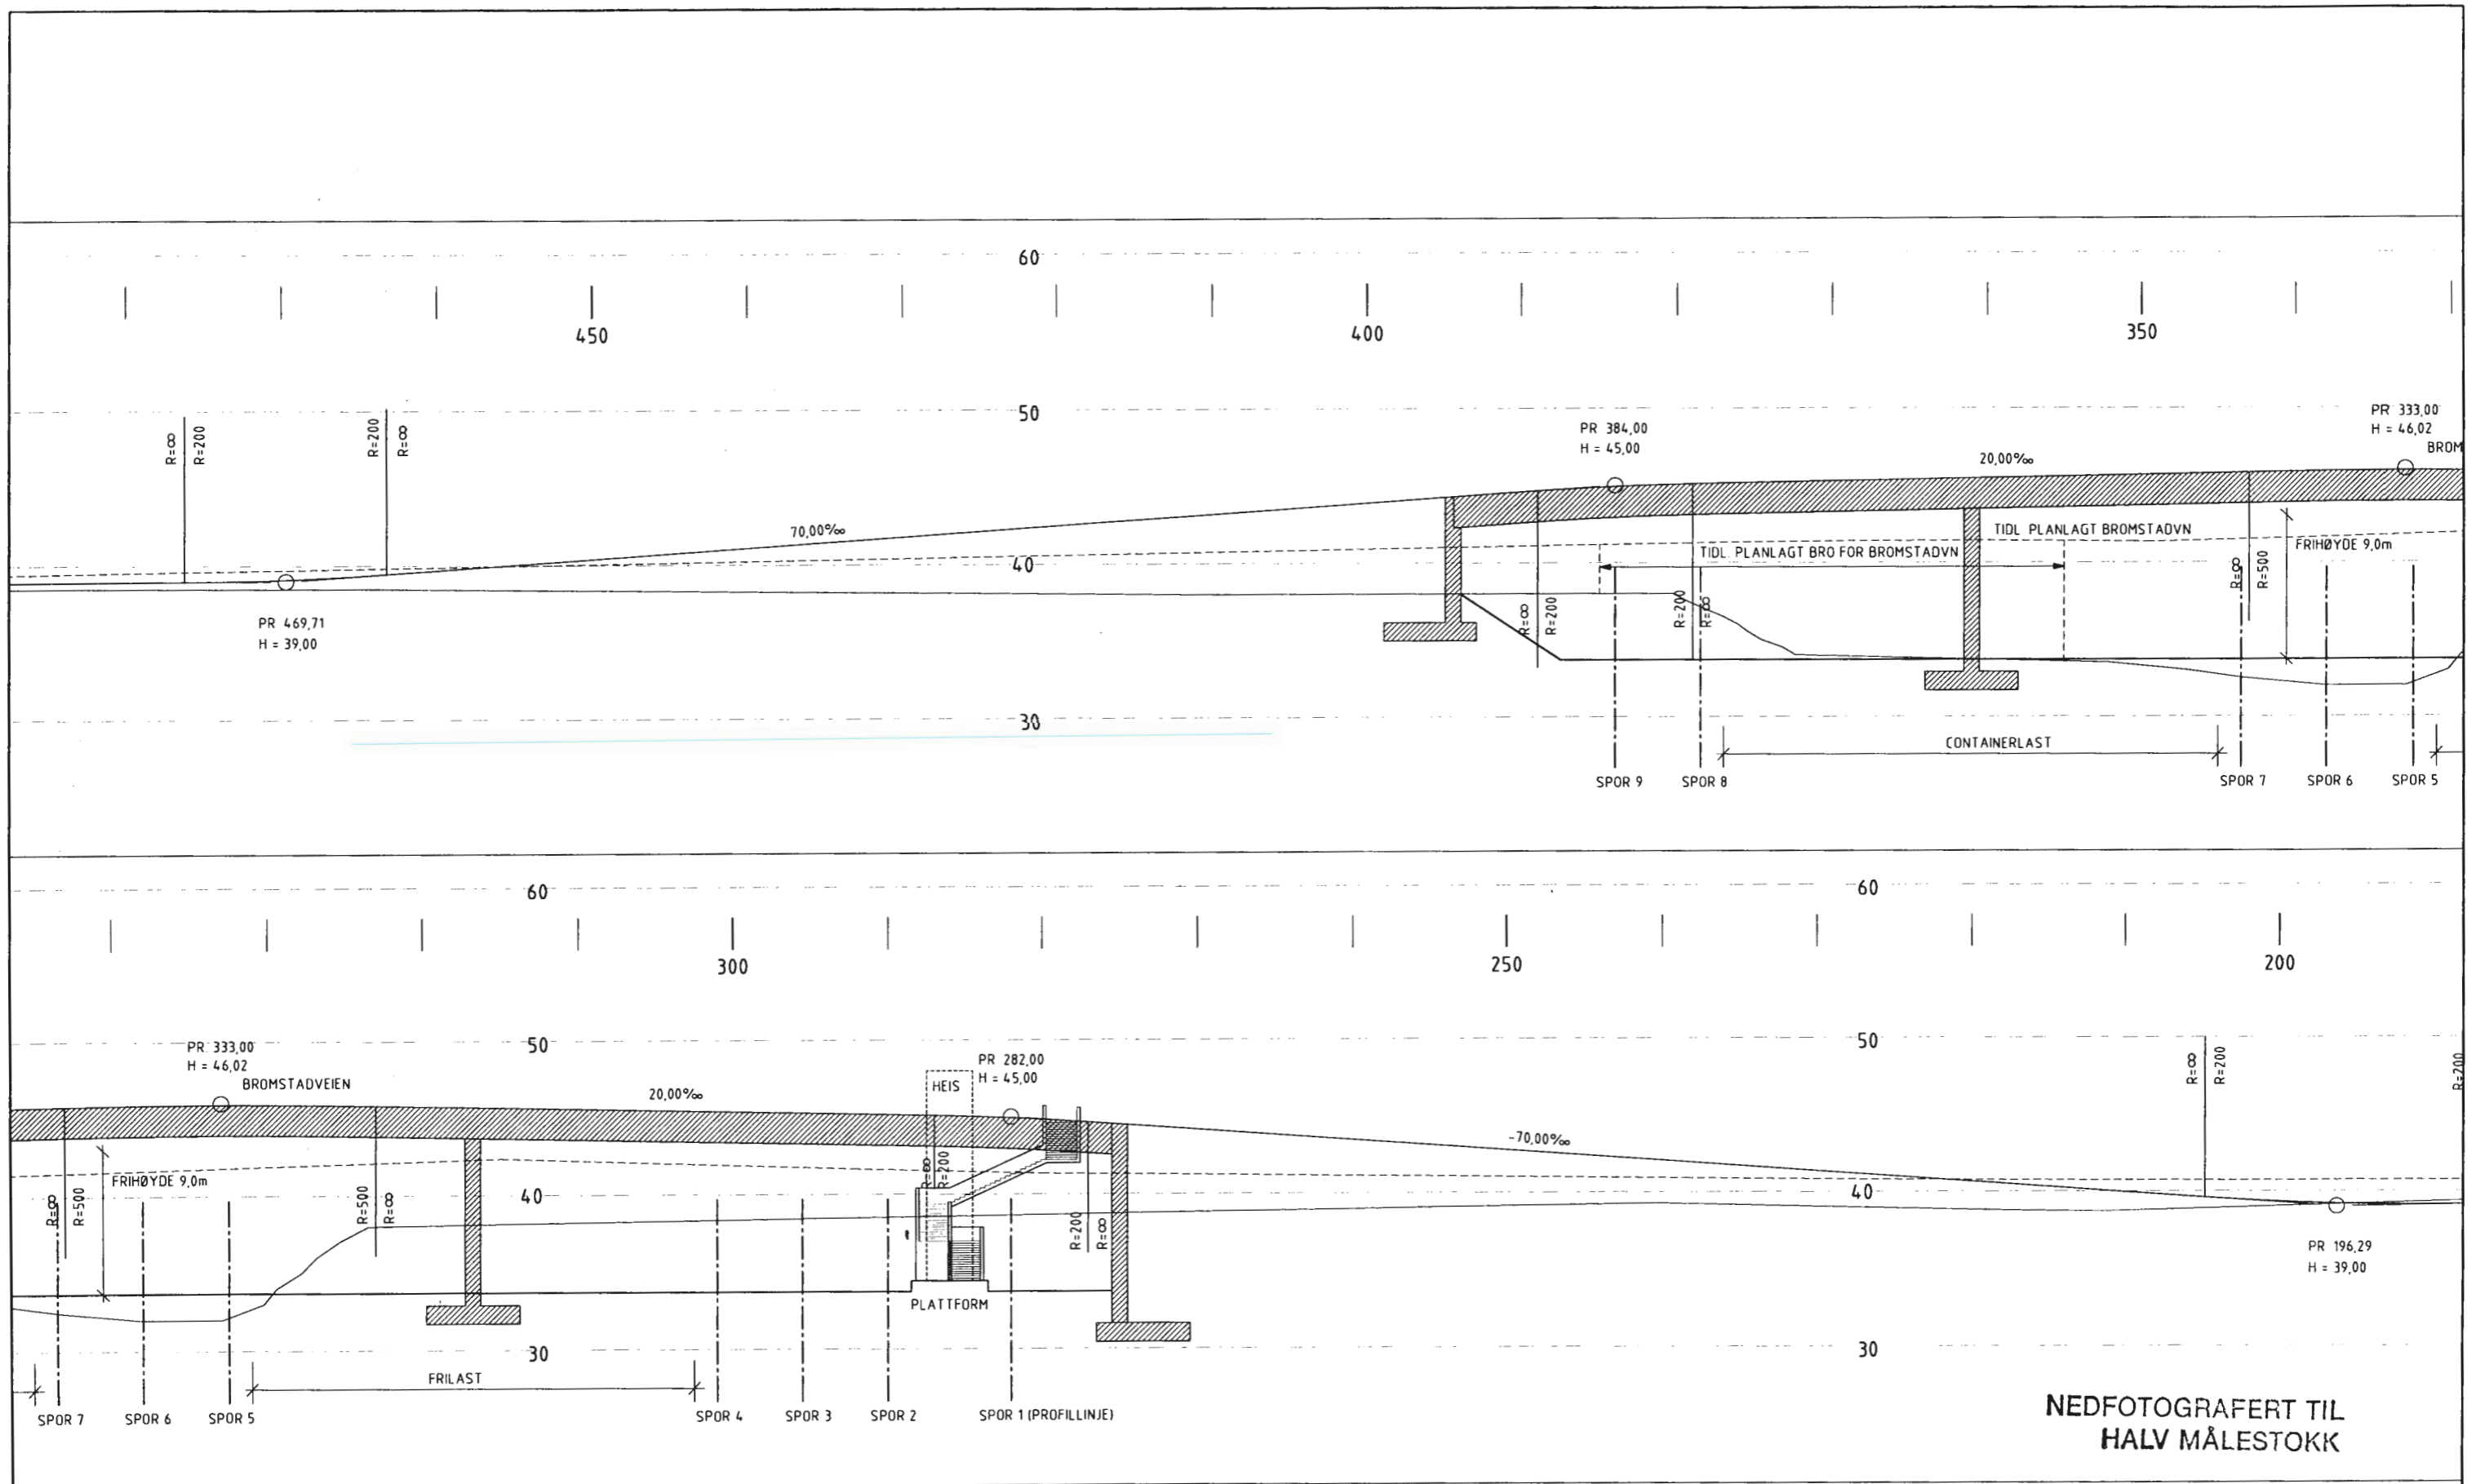 60
450
400
350
50
PR 333,00
H = 46,02
BROM
PR 384,00
H = 45,00
20,00‰
R=∞
R=200
R=200
R=∞
70,00‰
TIDL. PLANLAGT BROMSTADVN
TIDL. PLANLAGT BRO FOR BROMSTADVN
FRIHØYDE 9,0m
40
R=∞
R=200
R=200
R=∞
R=∞
R=500
PR 469,71
H = 39,00
30
CONTAINERLAST
SPOR 9
SPOR 8
SPOR 7
SPOR 6
SPOR 5
60
60
300
250
200
50
50
PR. 333,00
H = 46,02
BROMSTADVEIEN
20,00‰
HEIS
PR 282,00
H = 45,00
R=∞
R=200
R=200
-70,00‰
FRIHØYDE 9,0m
R=∞
R=500
R=500
R=∞
40
R=∞
R=200
R=200
R=∞
40
PR 196,29
H = 39,00
PLATTFORM
30
30
FRILAST
SPOR 7
SPOR 6
SPOR 5
SPOR 4
SPOR 3
SPOR 2
SPOR 1 (PROFILLINJE)
NEDFOTOGRAFERT TIL
HALV MÅLESTOKK